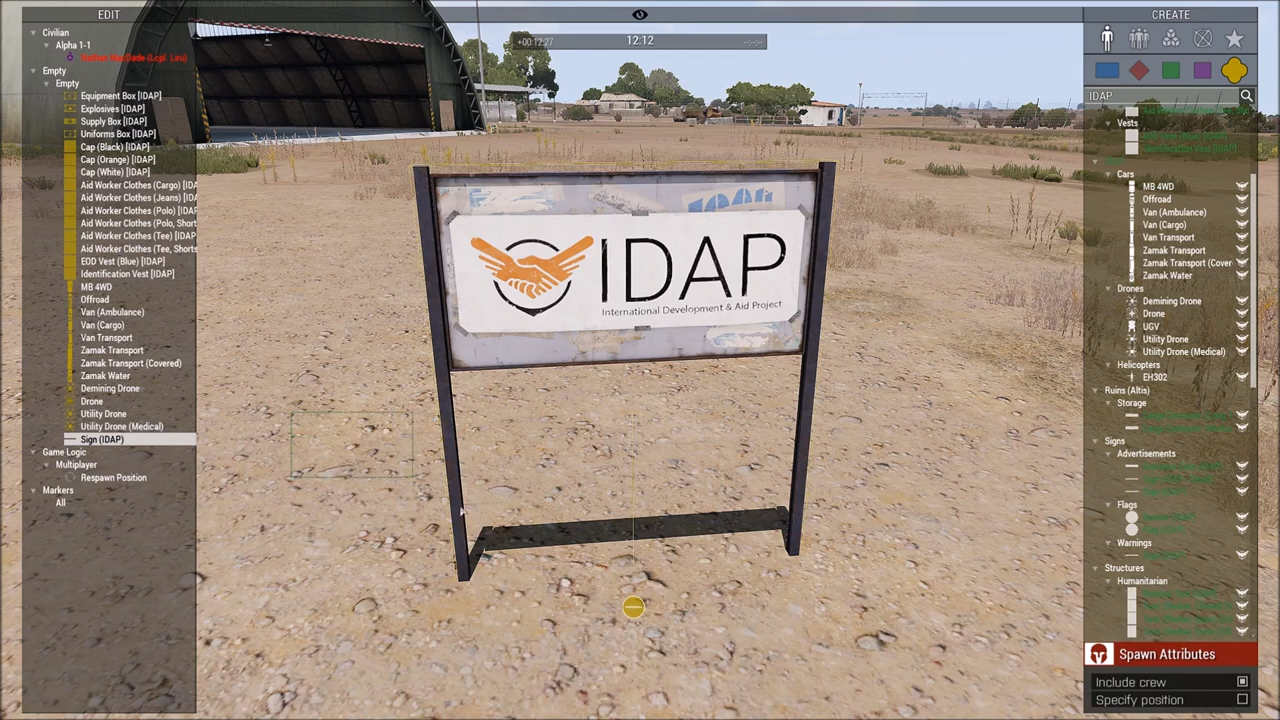 EDIT
Civilian
Alpha 1-1
Empty
Empty
Equipment Box [IDAP]
Explosives [IDAP]
Supply Box [IDAP]
Uniforms Box [IDAP]
Cap (Black) [IDAP]
Cap (Orange) [IDAP]
Cap (White) [IDAP]
Aid Worker Clothes (Cargo) [IDA
Aid Worker Clothes (Jeans) [IDA
Aid Worker Clothes (Polo) [IDAP
Aid Worker Clothes (Polo, Short
Aid Worker Clothes (Tee) [IDAP
Aid Worker Clothes (Tee, Shorts
EOD Vest (Blue) [IDAP]
Identification Vest [IDAP]
MB 4WD
Offroad
Van (Ambulance)
Van (Cargo)
Van Transport
Zamak Transport
Zamak Transport (Covered)
Zamak Water
Demining Drone
Drone
Utility Drone
Utility Drone (Medical)
Sign (IDAP)
Game Logic
Multiplayer
Respawn Position
Markers
All
+00:12:27
12:12
IDAP
International Development & Aid Project
CREATE
IDAP
Vests
Identification Vest [IDAP]
Cars
MB 4WD
Offroad
Van (Ambulance)
Van (Cargo)
Van Transport
Zamak Transport
Zamak Transport (Cover
Zamak Water
Drones
Demining Drone
Drone
UGV
Utility Drone
Utility Drone (Medical)
Helicopters
EH302
Ruins (Altis)
Storage
Signs
Advertisements
Flags
Warnings
Structures
Humanitarian
Spawn Attributes
Include crew
Specify position